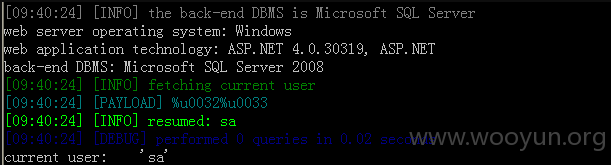 [09:40:24] [INFO] the back-end DBMS is Microsoft SQL Server
web server operating system: Windows
web application technology: ASP.NET 4.0.30319, ASP.NET
back-end DBMS: Microsoft SQL Server 2008
[09:40:24] [INFO] fetching current user
[09:40:24] [PAYLOAD] %u0032%u0033
[09:40:24] [INFO] resumed: sa
[09:40:24] [DEBUG] performed 0 queries in 0.02 seconds
current user: 'sa'
www.wooyun.org